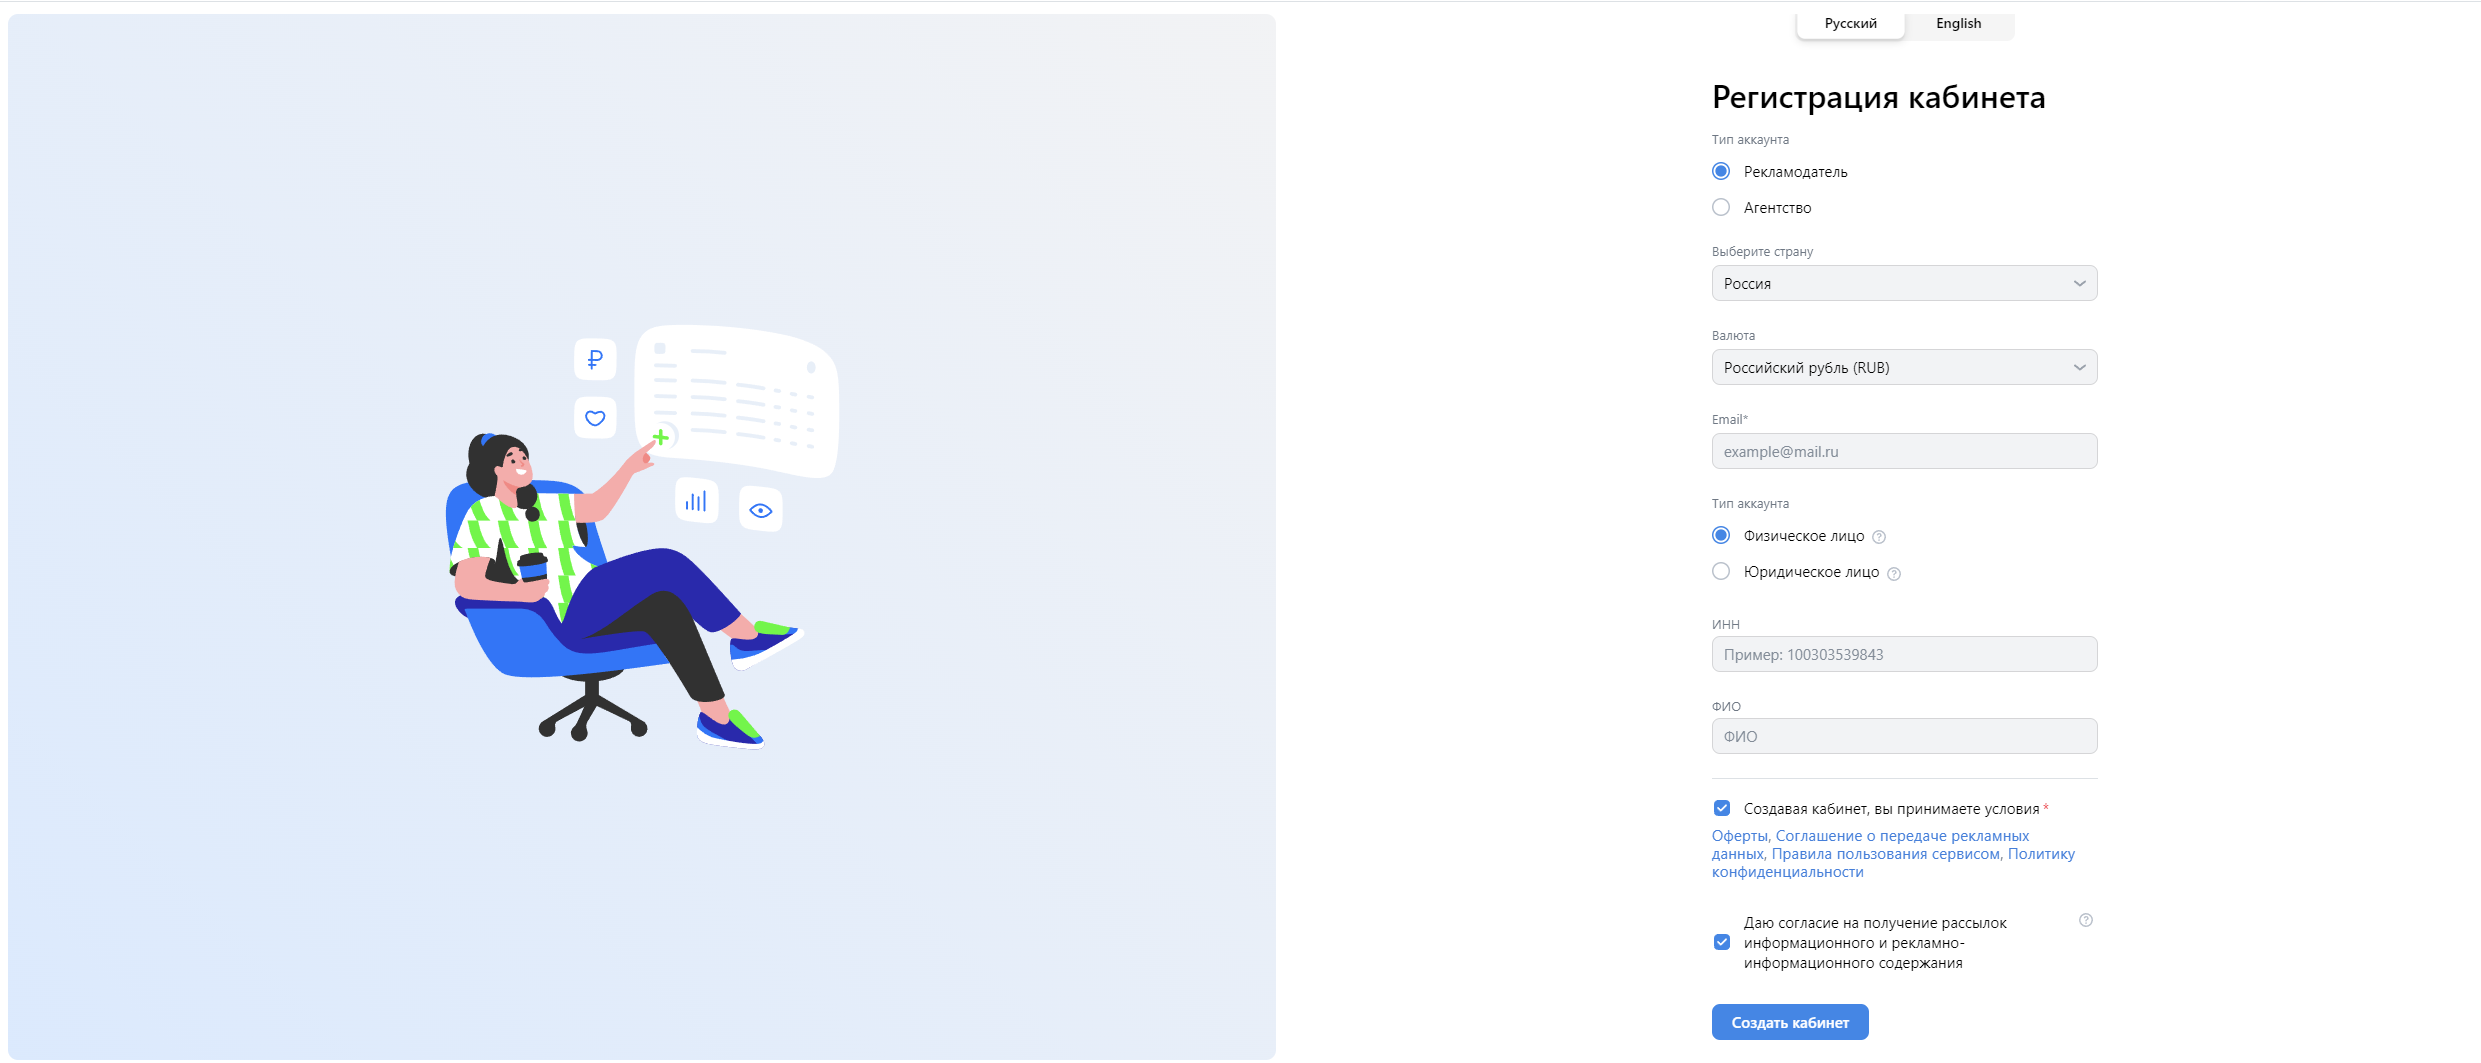 Русский English
Регистрация кабинета
Тип аккаунта
Рекламодатель
Агентство
Выберите страну
Россия
Валюта
Российский рубль (RUB)
Email*
example@mail.ru
Тип аккаунта
Физическое лицо ?
Юридическое лицо ?
ИНН
Пример: 100303539843
ФИО
ФИО
Создавая кабинет, вы принимаете условия *
Оферты, Соглашение о передаче рекламных
данных, Правила пользования сервисом, Политику
конфиденциальности
Даю согласие на получение рассылок ?
информационного и рекламно-
информационного содержания
Создать кабинет